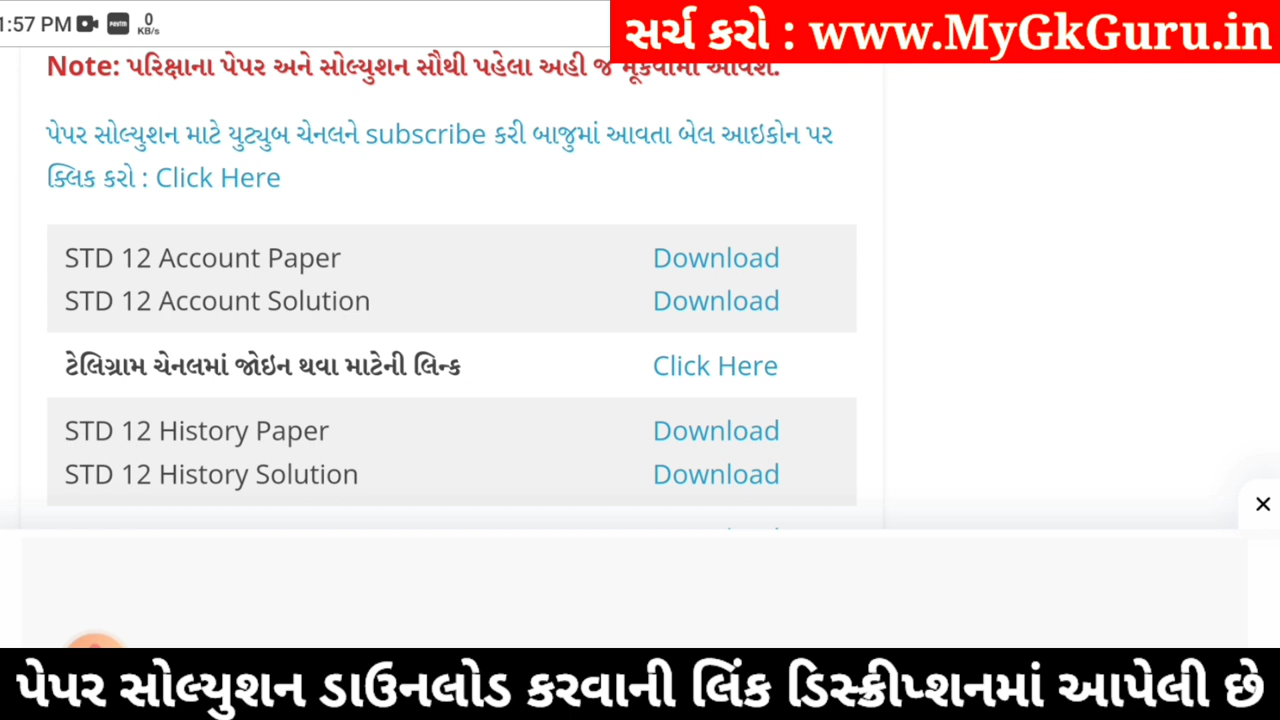 1:57 PM 0 KB/s
સર્ચ કરો : www.MyGkGuru.in
Note: પરિક્ષાના પેપર અને સોલ્યુશન સૌથી પહેલા અહી જ મૂકવામાં આવશે.
પેપર સોલ્યુશન માટે યુટ્યુબ ચેનલને subscribe કરી બાજુમાં આવતા બેલ આઇકોન પર
ક્લિક કરો : Click Here
STD 12 Account Paper Download
STD 12 Account Solution Download
ટેલિગ્રામ ચેનલમાં જોઇન થવા માટેની લિન્ક Click Here
STD 12 History Paper Download
STD 12 History Solution Download
પેપર સોલ્યુશન ડાઉનલોડ કરવાની લિંક ડિસ્ક્રીપ્શનમાં આપેલી છે